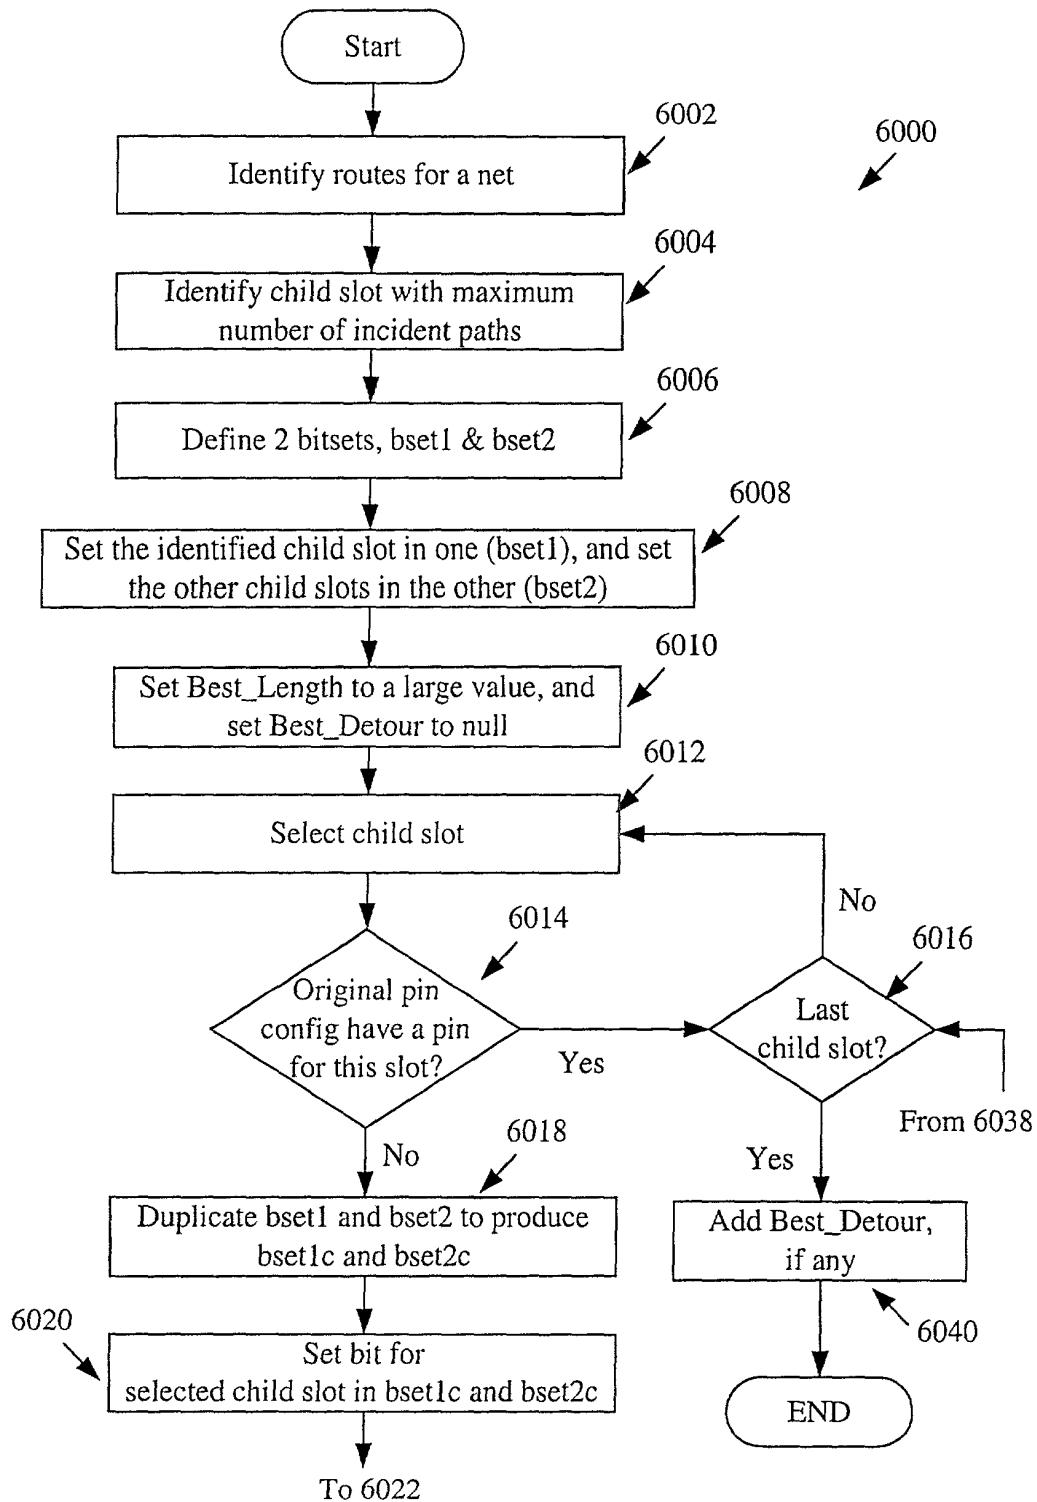 Start
6002
6000
Identify routes for a net
6004
Identify child slot with maximum
number of incident paths
6006
Define 2 bitsets, bset1 & bset2
6008
Set the identified child slot in one (bset1), and set
the other child slots in the other (bset2)
6010
Set Best_Length to a large value, and
set Best_Detour to null
6012
Select child slot
No
6014
6016
Original pin
config have a pin
for this slot?
Yes
Last
child slot?
From 6038
No
6018
Yes
Duplicate bset1 and bset2 to produce
bset1c and bset2c
Add Best_Detour,
if any
6020
6040
Set bit for
selected child slot in bset1c and bset2c
END
To 6022